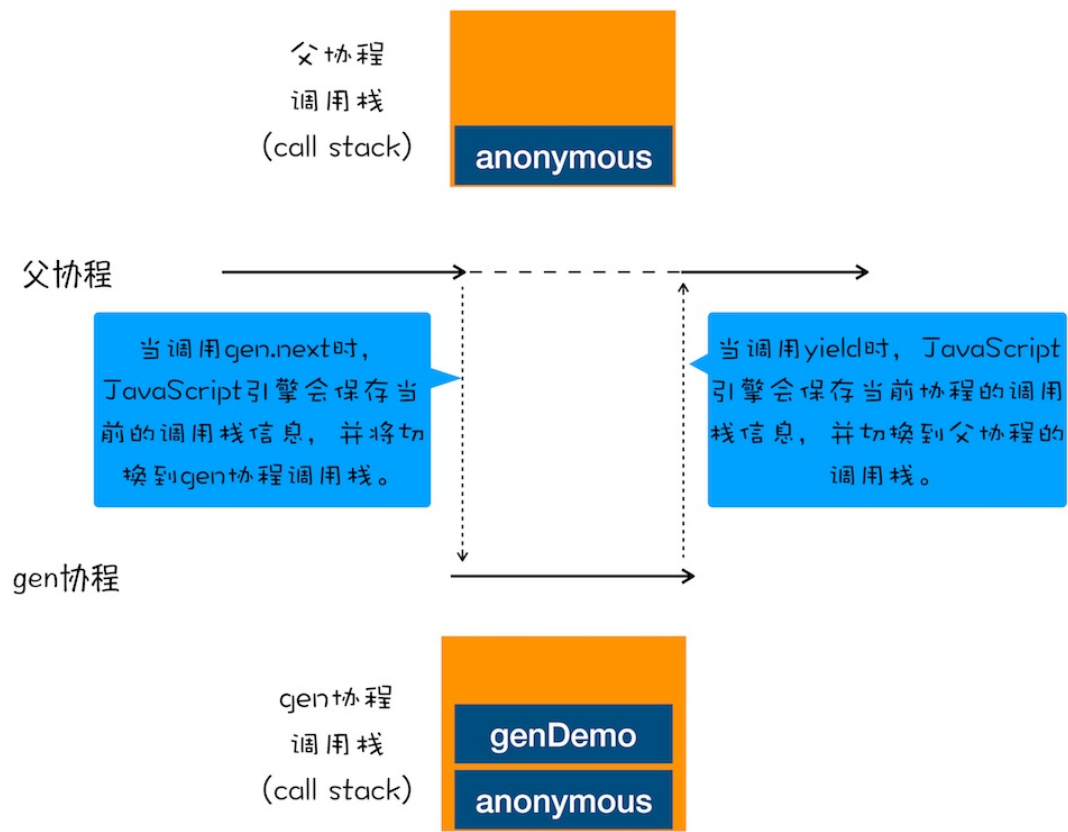 父协程
调用栈
(call stack)
anonymous
父协程
当调用gen.next时，
JavaScript引擎会保存当
前的调用栈信息，并将切
换到gen协程调用栈。
当调用yield时，JavaScript
引擎会保存当前协程的调用
栈信息，并切换到父协程的
调用栈。
gen协程
gen协程
调用栈
(call stack)
genDemo
anonymous